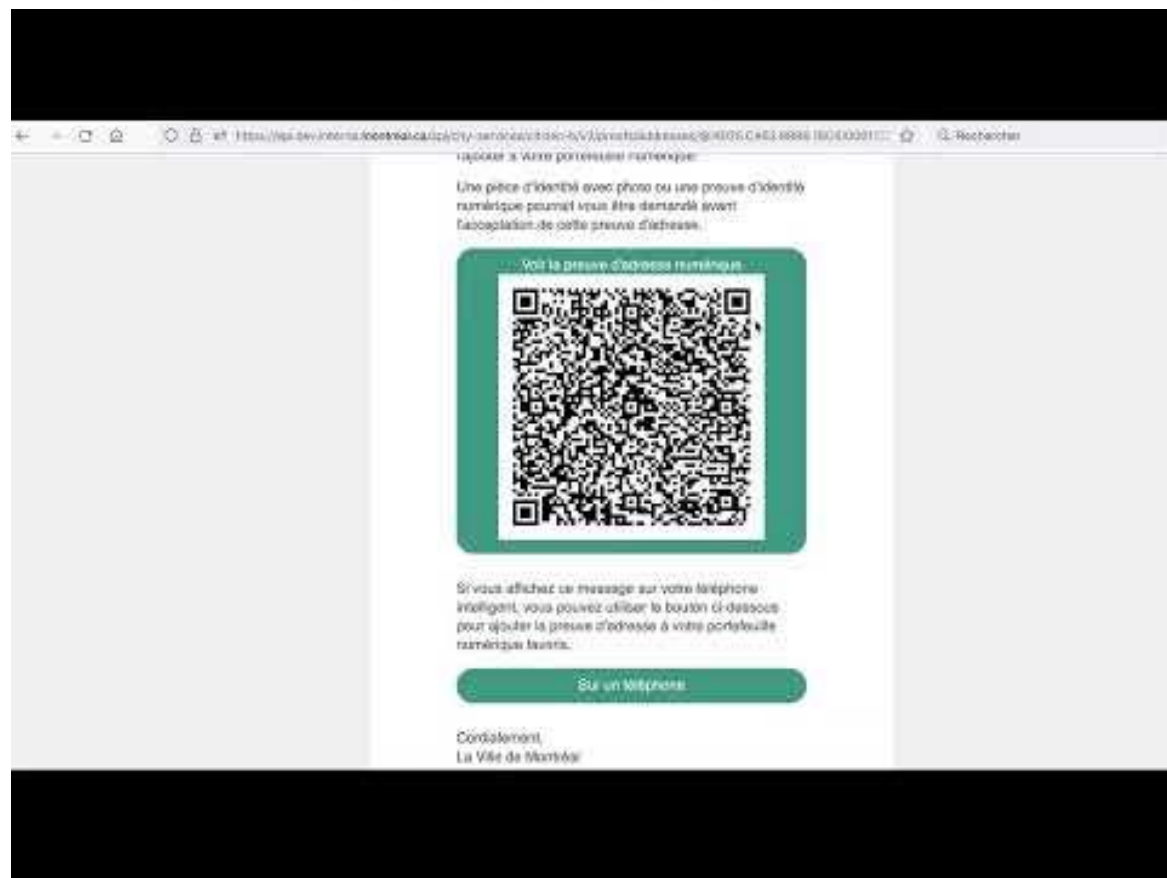 Rechercher
l'ajouter à votre portefeuille numérique.
Une pièce d'identité avec photo ou une preuve d'identité
numérique pourrait vous être demandé avant
l'acceptation de cette preuve d'adresse.
Voir la preuve d'adresse numérique
Si vous affichez ce message sur votre téléphone
intelligent, vous pouvez utiliser le bouton ci-dessous
pour ajouter la preuve d'adresse à votre portefeuille
numérique favoris.
Sur un téléphone
Cordialement,
La Ville de Montréal